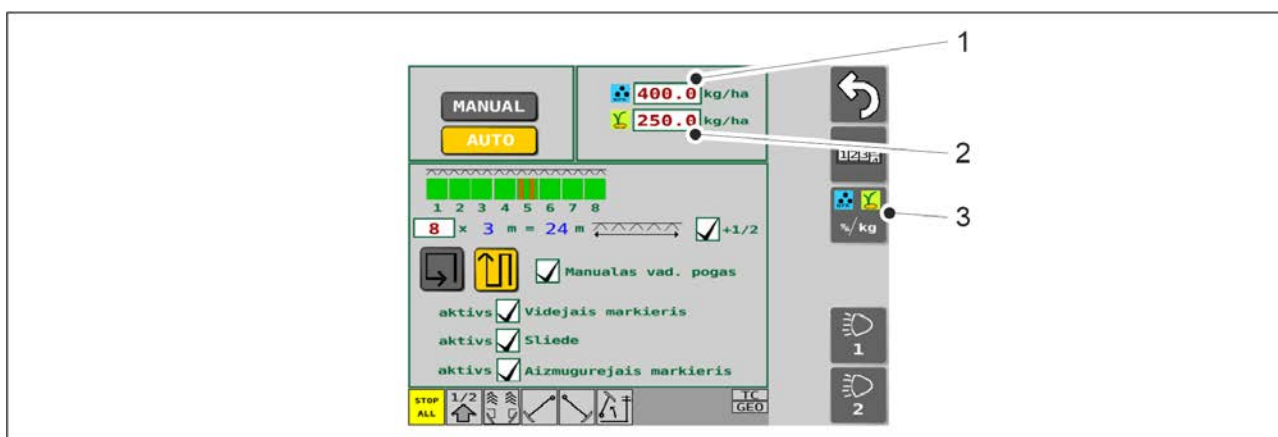 1
MANUAL
AUTO
400.0 kg/ha
250.0 kg/ha
2
123
%/kg
3
1 2 3 4 5 6 7 8
8 x 3 m = 24 m +1/2
Manualas vad. pogas
aktivs Videjais markieris
aktivs Sliede
aktivs Aizmugurejais markieris
1
2
STOP ALL
1/2
TC
GEO